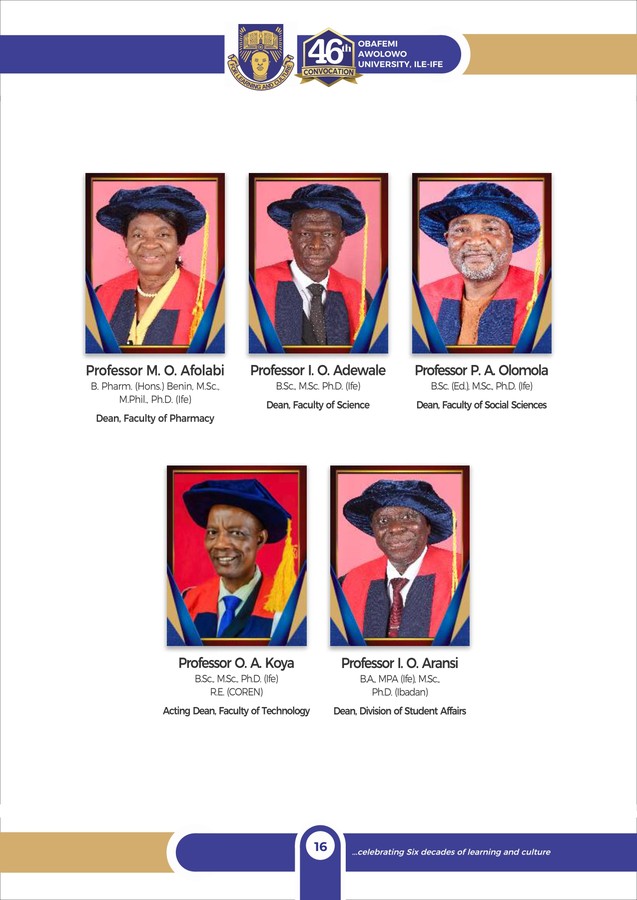 FOR LEARNING AND CULTURE
46th
CONVOCATION
OBAFEMI
AWOLOWO
UNIVERSITY, ILE-IFE
Professor M. O. Afolabi
B. Pharm. (Hons.) Benin, M.Sc.,
M.Phil., Ph.D. (Ife)
Dean, Faculty of Pharmacy
Professor I. O. Adewale
B.Sc., M.Sc. Ph.D. (Ife)
Dean, Faculty of Science
Professor P. A. Olomola
B.Sc. (Ed.), M.Sc., Ph.D. (Ife)
Dean, Faculty of Social Sciences
Professor O. A. Koya
B.Sc., M.Sc., Ph.D. (Ife)
R.E. (COREN)
Acting Dean, Faculty of Technology
Professor I. O. Aransi
B.A., MPA (Ife), M.Sc.,
Ph.D. (Ibadan)
Dean, Division of Student Affairs
16
...celebrating Six decades of learning and culture